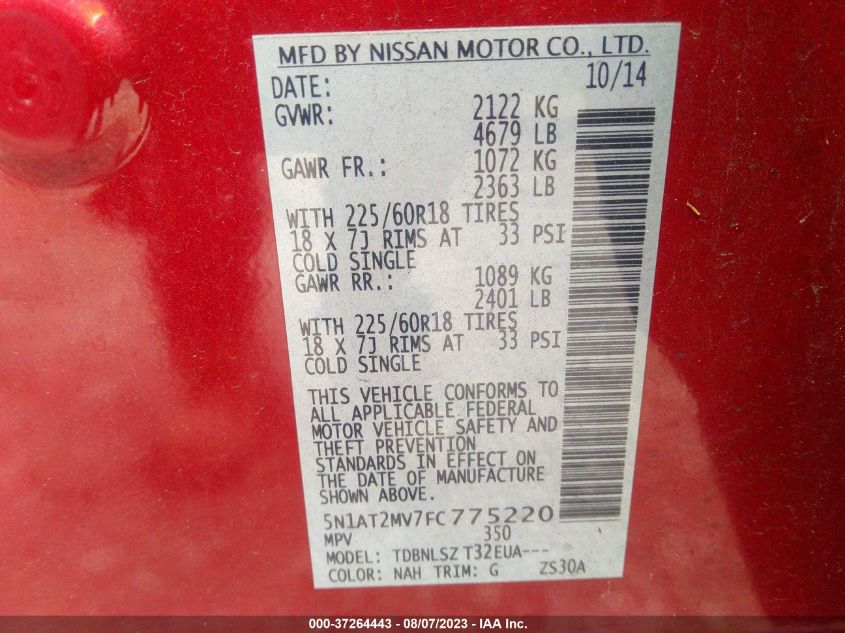 MFD BY NISSAN MOTOR CO., LTD.
DATE: 10/14
GVWR: 2122 KG
4679 LB
GAWR FR.: 1072 KG
2363 LB
WITH 225/60R18 TIRES
18 X 7J RIMS AT 33 PSI
COLD SINGLE
GAWR RR.: 1089 KG
2401 LB
WITH 225/60R18 TIRES
18 X 7J RIMS AT 33 PSI
COLD SINGLE
THIS VEHICLE CONFORMS TO
ALL APPLICABLE FEDERAL
MOTOR VEHICLE SAFETY AND
THEFT PREVENTION
STANDARDS IN EFFECT ON
THE DATE OF MANUFACTURE
SHOWN ABOVE.
5N1AT2MV7FC775220
MPV 350
MODEL: TDBNLSZ T32EUA---
COLOR: NAH TRIM: G ZS30A
000-37264443 - 08/07/2023 - IAA Inc.